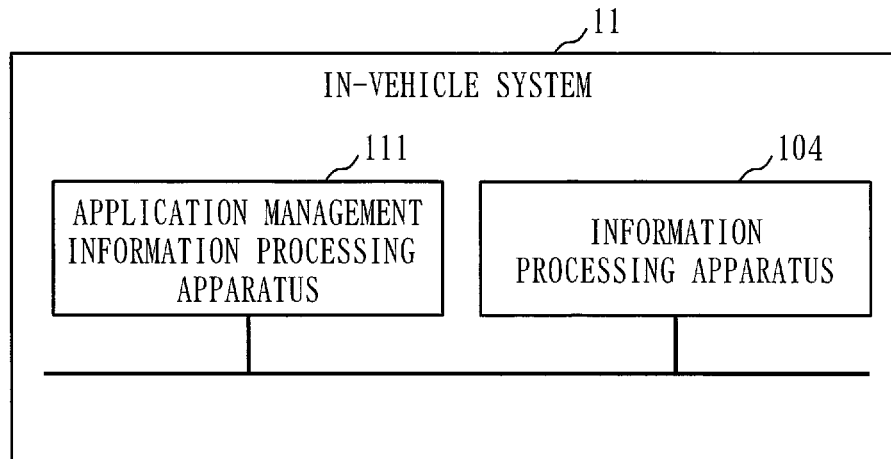 11
IN-VEHICLE SYSTEM
111
APPLICATION MANAGEMENT
INFORMATION PROCESSING
APPARATUS
104
INFORMATION
PROCESSING APPARATUS